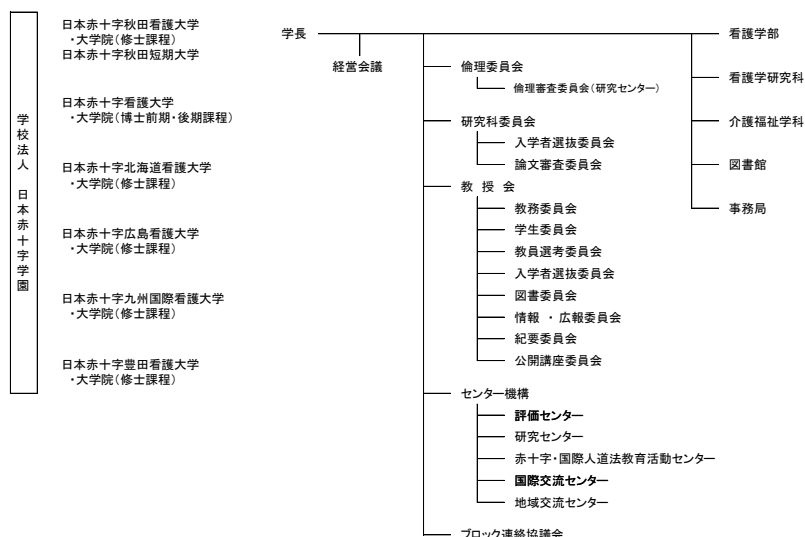 学校法人 日本赤十字学園
日本赤十字秋田看護大学
・大学院(修士課程)
日本赤十字秋田短期大学
日本赤十字看護大学
・大学院(博士前期・後期課程)
日本赤十字北海道看護大学
・大学院(修士課程)
日本赤十字広島看護大学
・大学院(修士課程)
日本赤十字九州国際看護大学
・大学院(修士課程)
日本赤十字豊田看護大学
・大学院(修士課程)
学長
経営会議
倫理委員会
倫理審査委員会(研究センター)
研究科委員会
入学者選抜委員会
論文審査委員会
教 授 会
教務委員会
学生委員会
教員選考委員会
入学者選抜委員会
図書委員会
情報 ・ 広報委員会
紀要委員会
公開講座委員会
センター機構
評価センター
研究センター
赤十字・国際人道法教育活動センター
国際交流センター
地域交流センター
ブロック連絡協議会
看護学部
看護学研究科
介護福祉学科
図書館
事務局